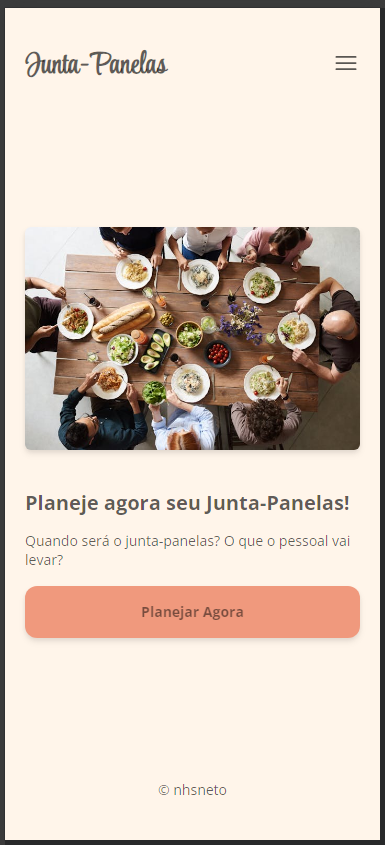 Junta-Panelas
Planeje agora seu Junta-Panelas!
Quando será o junta-panelas? O que o pessoal vai
levar?
Planejar Agora
© nhsneto